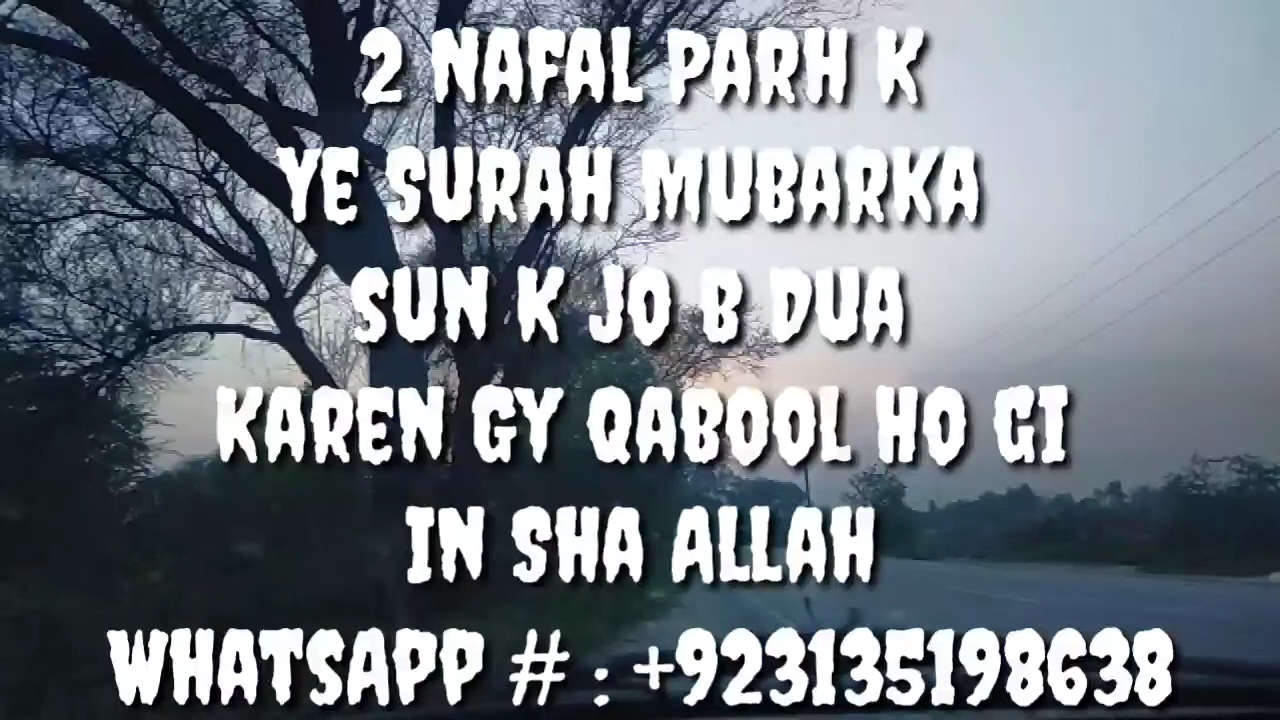 2 NAFAL PARH K
YE SURAH MUBARKA
SUN K JO B DUA
KAREN GY QABOOL HO GI
IN SHA ALLAH
WHATSAPP # : +923135198638